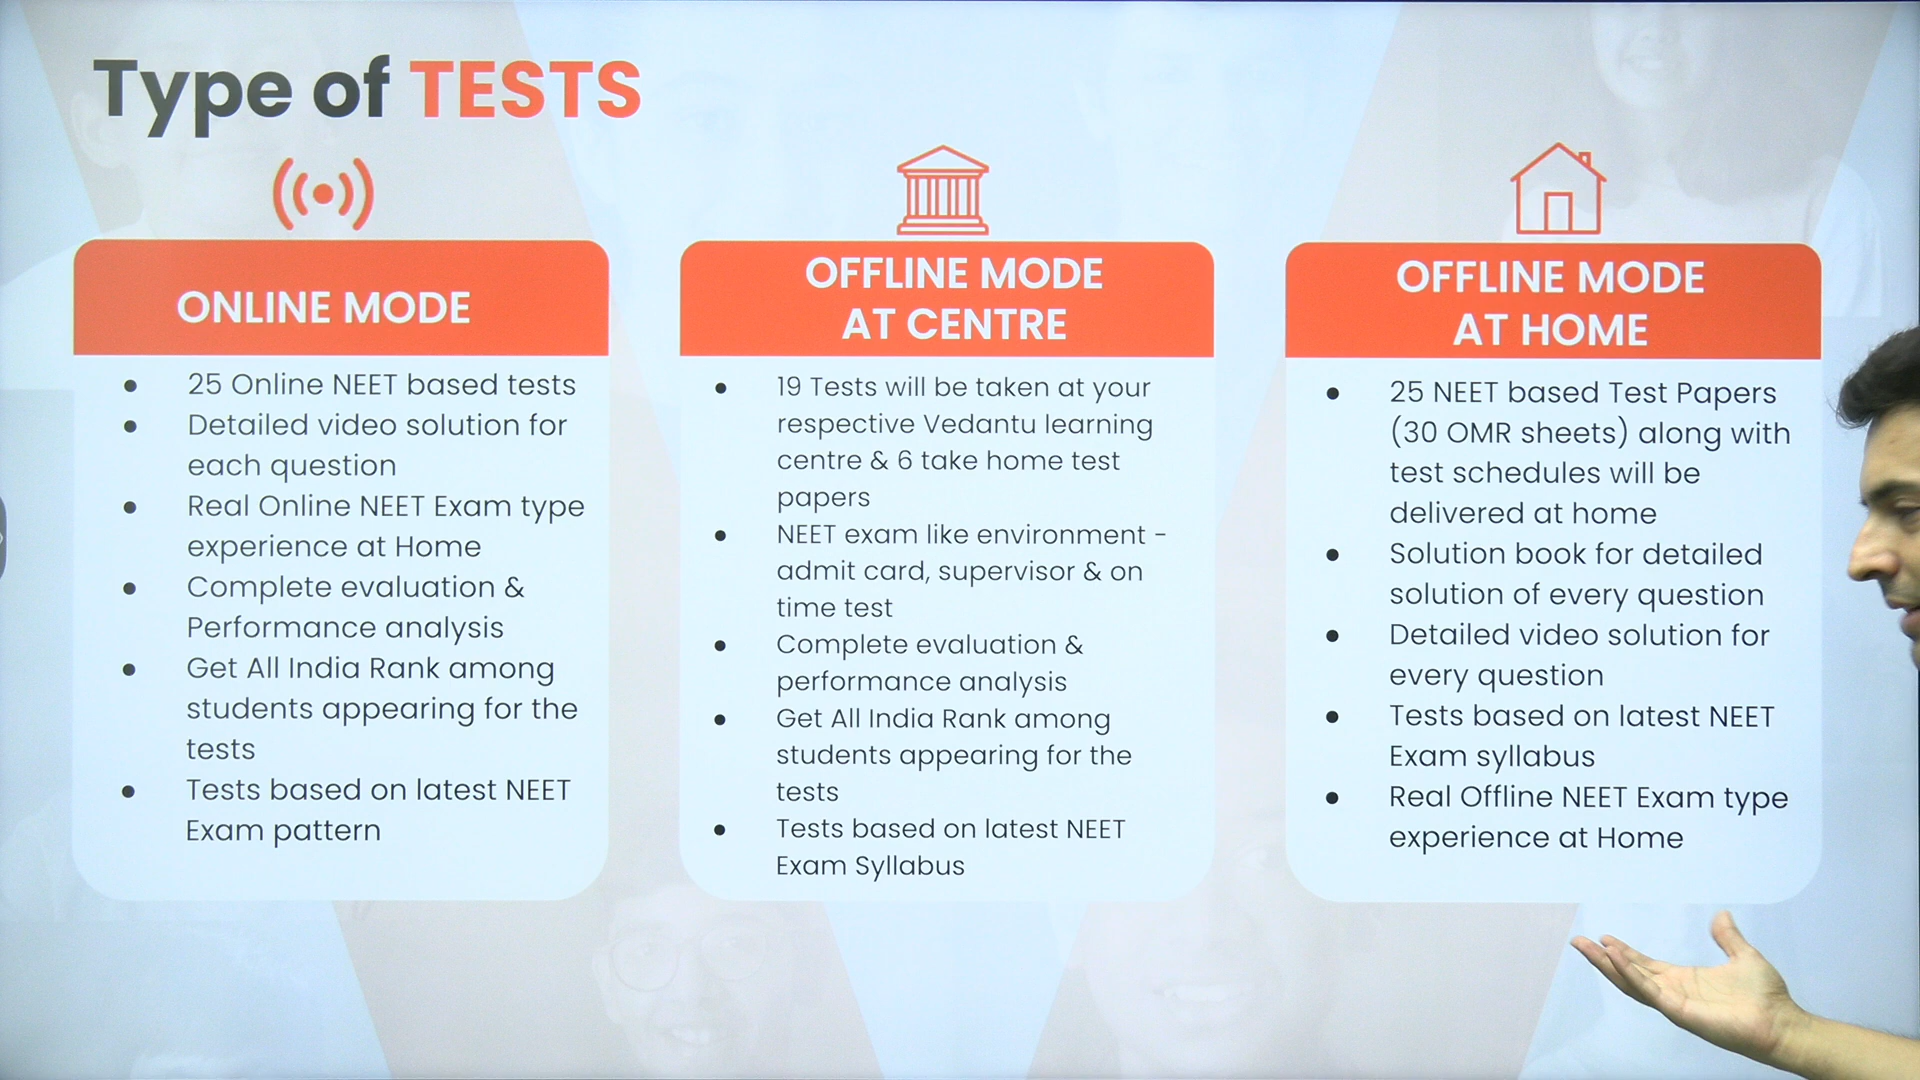 Type of TESTS
ONLINE MODE
25 Online NEET based tests
Detailed video solution for
each question
Real Online NEET Exam type
experience at Home
Complete evaluation &
Performance analysis
Get All India Rank among
students appearing for the
tests
Tests based on latest NEET
Exam pattern
OFFLINE MODE
AT CENTRE
19 Tests will be taken at your
respective Vedantu learning
centre & 6 take home test
papers
NEET exam like environment -
admit card, supervisor & on
time test
Complete evaluation &
performance analysis
Get All India Rank among
students appearing for the
tests
Tests based on latest NEET
Exam Syllabus
OFFLINE MODE
AT HOME
25 NEET based Test Papers
(30 OMR sheets) along with
test schedules will be
delivered at home
Solution book for detailed
solution of every question
Detailed video solution for
every question
Tests based on latest NEET
Exam syllabus
Real Offline NEET Exam type
experience at Home